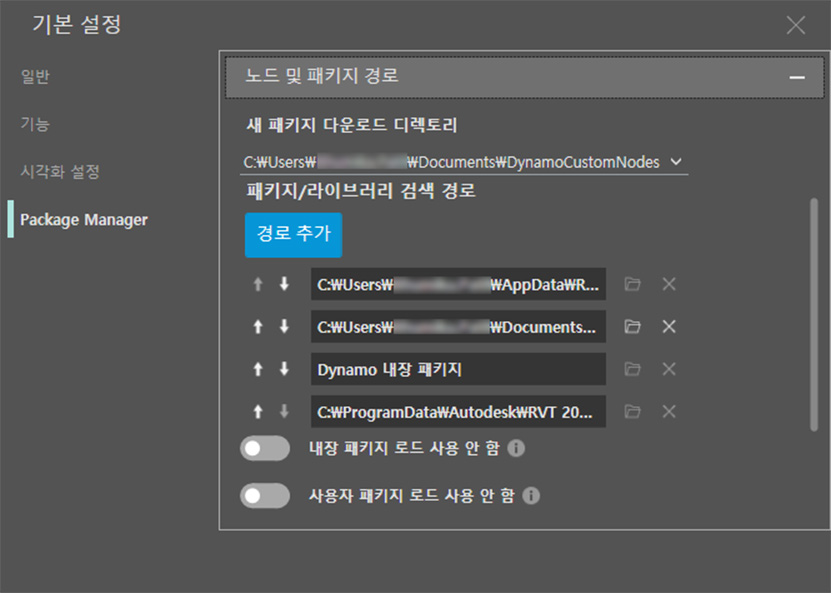 기본 설정
일반
기능
시각화 설정
Package Manager
노드 및 패키지 경로
새 패키지 다운로드 디렉토리
C:₩Users₩ ₩Documents₩DynamoCustomNodes
패키지/라이브러리 검색 경로
경로 추가
C:₩Users₩ ₩AppData₩R...
C:₩Users₩ ₩Documents...
Dynamo 내장 패키지
C:₩ProgramData₩Autodesk₩RVT 20...
내장 패키지 로드 사용 안 함
사용자 패키지 로드 사용 안 함